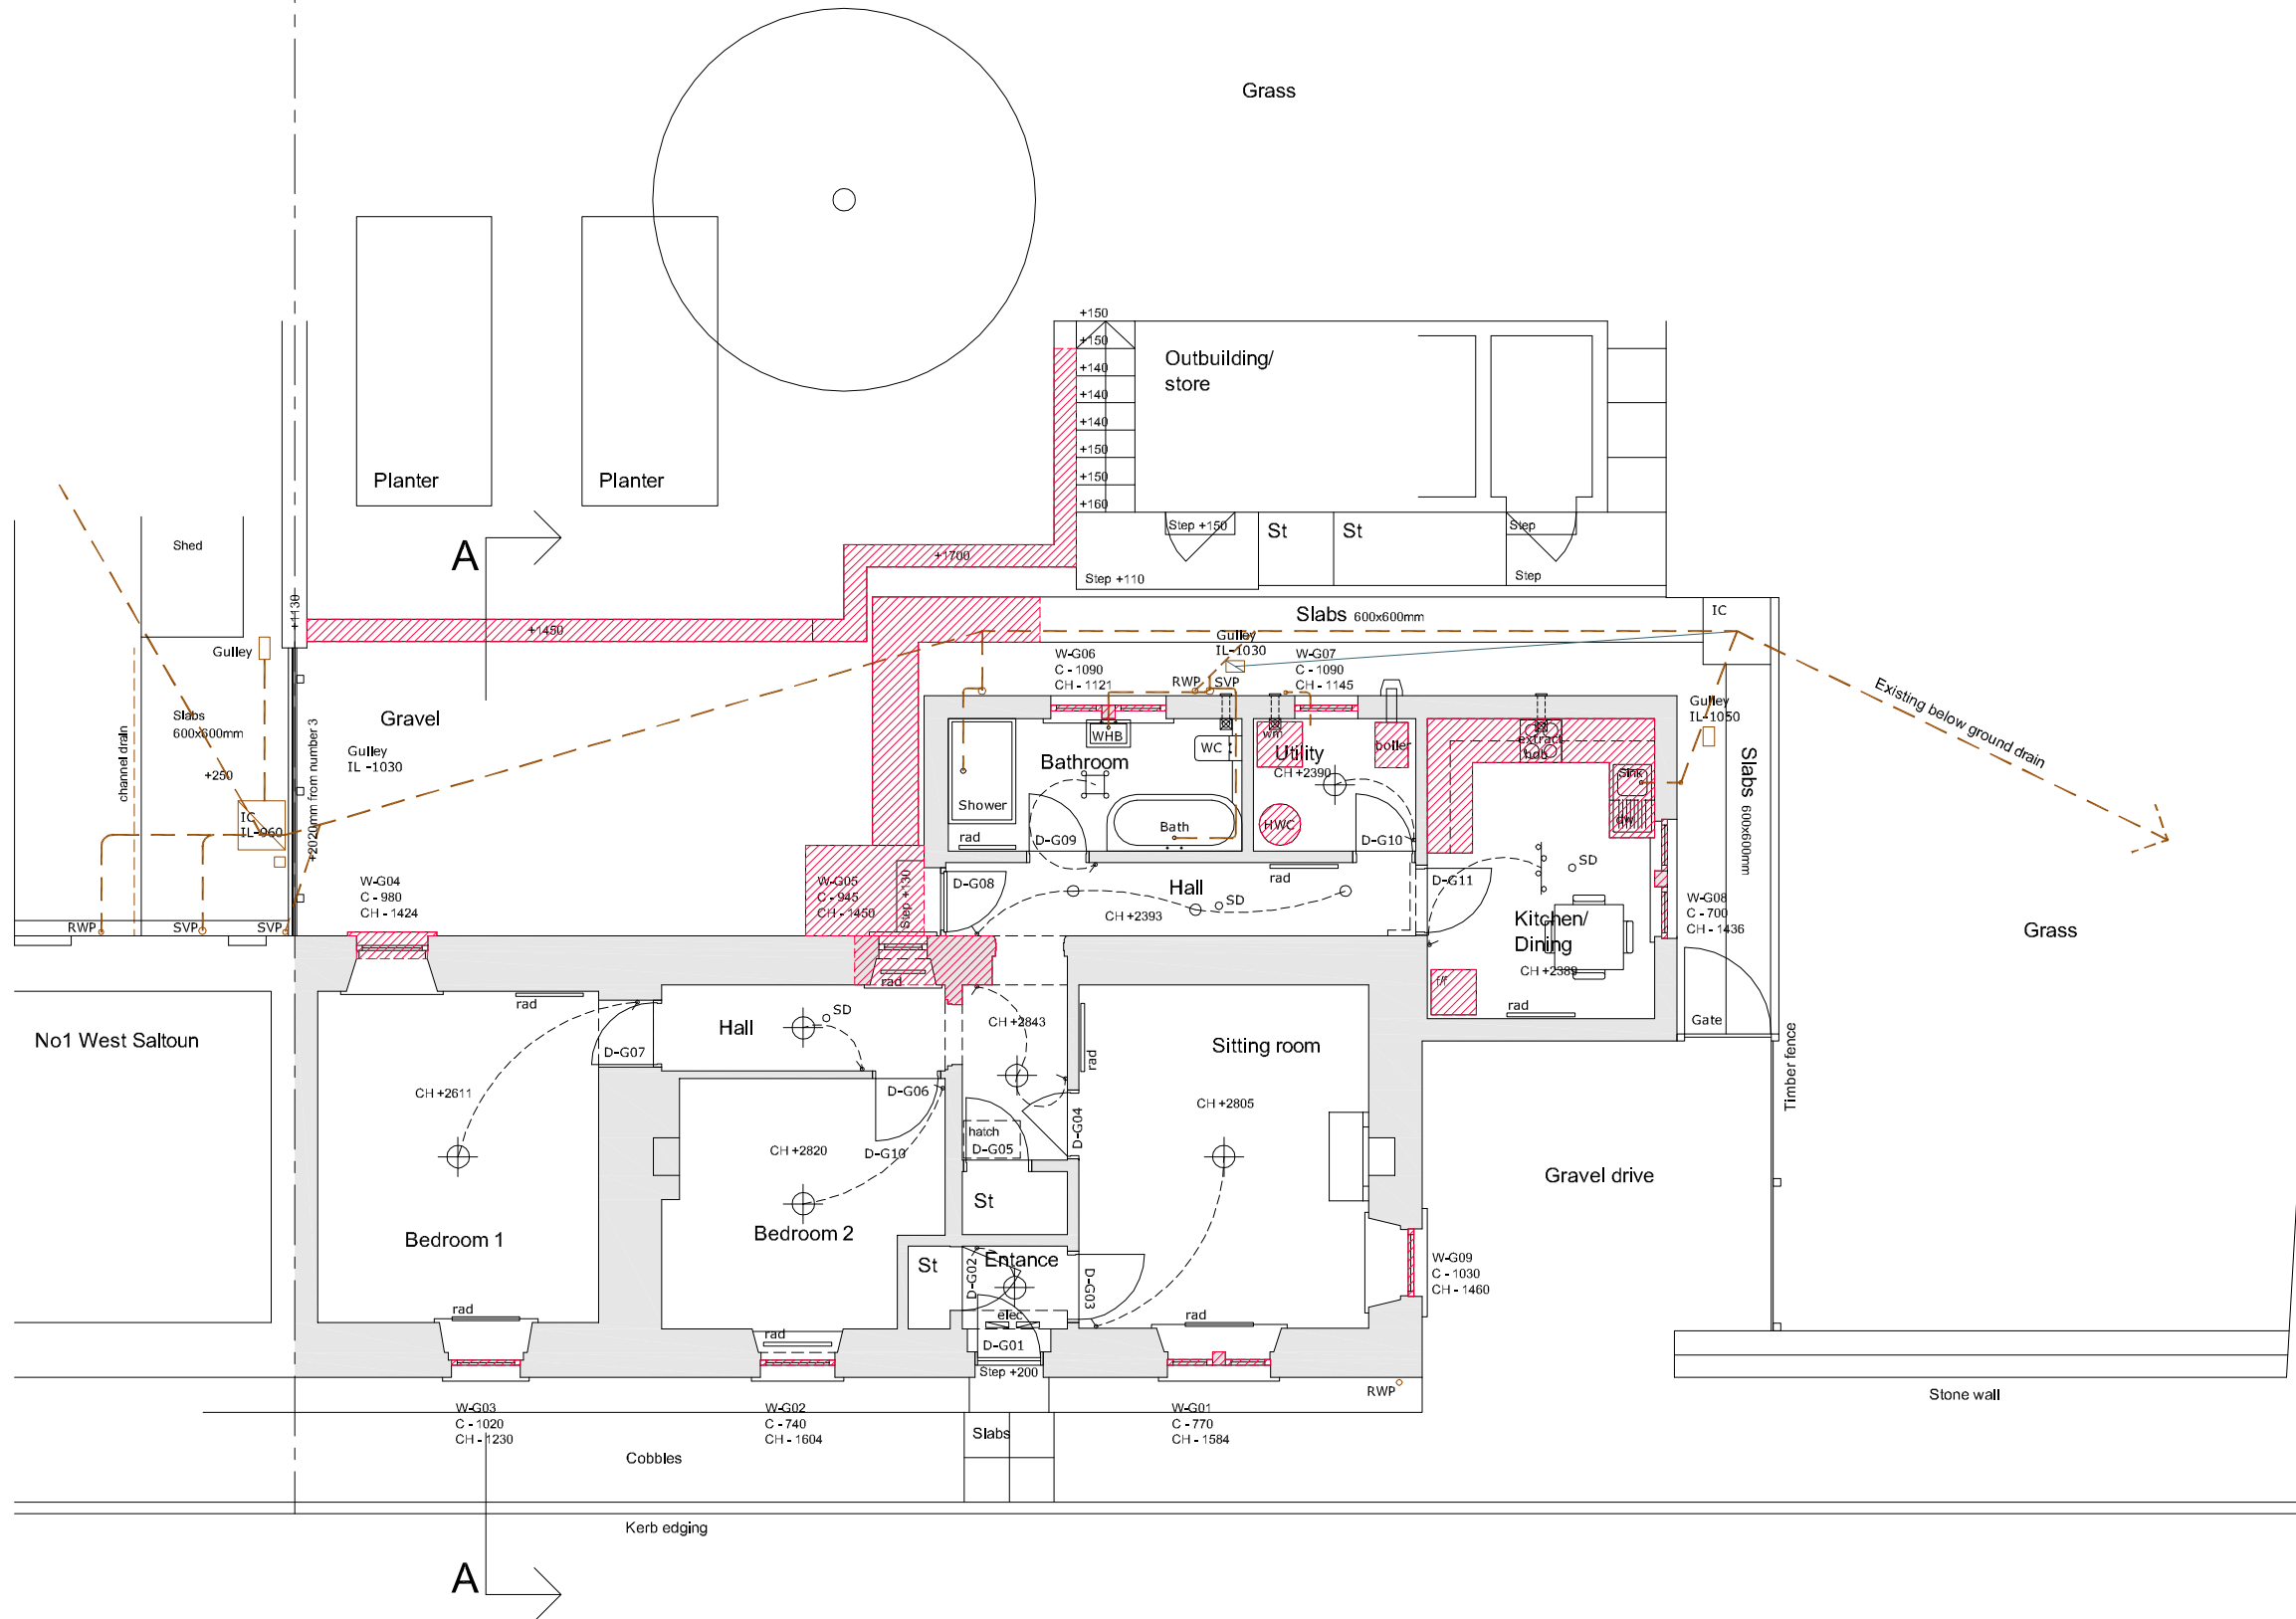 Grass
+150
+150
+140
+140
+140
+150
+150
+160
Outbuilding/
store
Planter
Planter
A
Shed
Step +150
St
St
Step
+1700
Step +110
Step
+1130
+1450
Slabs 600x600mm
IC
Gulley
Gulley
IL-1030
W-G06
C - 1090
CH - 1121
W-G07
C - 1090
CH - 1145
RWP
SVP
Existing below ground drain
Gulley
IL-1050
Slabs
600x600mm
Gravel
Gulley
IL -1030
channel drain
+250
+2020mm from number 3
WHB
WC
wm
Utility
boiler
extract
hob
Sink
dw
Bathroom
CH +2390
Slabs 600x600mm
Shower
Bath
HWC
IC
IL-960
rad
D-G09
D-G10
W-G04
C - 980
CH - 1424
W-G05
C - 945
CH - 1450
Step +130
D-G08
Hall
rad
SD
D-G11
SD
CH +2393
Kitchen/
Dining
W-G08
C - 700
CH - 1436
RWP
SVP
SVP
Grass
CH +2389
f/f
rad
rad
rad
Gate
No1 West Saltoun
Hall
SD
CH +2843
Sitting room
rad
D-G07
Timber fence
CH +2611
D-G06
CH +2805
hatch
D-G05
D-G04
CH +2820
D-G10
Gravel drive
St
Bedroom 1
Bedroom 2
St
D-G02
Entance
D-G03
W-G09
C - 1030
CH - 1460
rad
rad
elec
rad
D-G01
Step +200
RWP
Stone wall
W-G03
C - 1020
CH - 1230
W-G02
C - 740
CH - 1604
W-G01
C - 770
CH - 1584
Slabs
Cobbles
Kerb edging
A